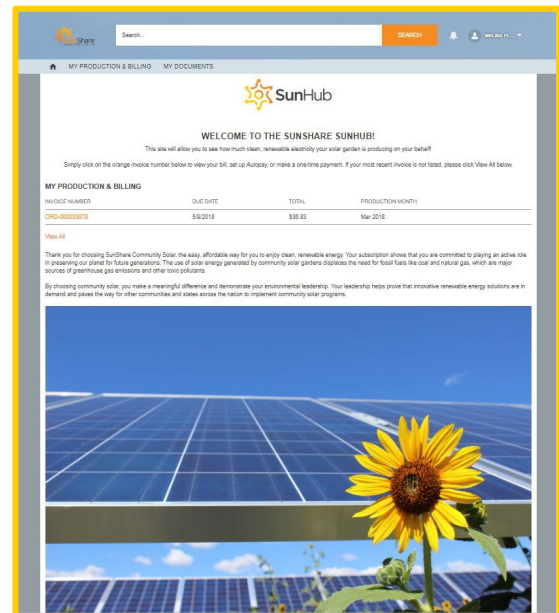 SunShare
Search...
SEARCH
MY PRODUCTION & BILLING MY DOCUMENTS
SunHub
WELCOME TO THE SUNSHARE SUNHUB!
This site will allow you to see how much clean, renewable electricity your solar garden is producing on your behalf!
Simply click on the orange invoice number below to view your bill, set up Autopay, or make a one-time payment. If your most recent invoice is not listed, please click View All below.
MY PRODUCTION & BILLING
INVOICE NUMBER DUE DATE TOTAL PRODUCTION MONTH
ORD-000033878 5/9/2018 $36.83 Mar 2018
View All
Thank you for choosing SunShare Community Solar, the easy, affordable way for you to enjoy clean, renewable energy. Your subscription shows that you are committed to playing an active role
in preserving our planet for future generations. The use of solar energy generated by community solar gardens displaces the need for fossil fuels like coal and natural gas, which are major
sources of greenhouse gas emissions and other toxic pollutants.
By choosing community solar, you make a meaningful difference and demonstrate your environmental leadership. Your leadership helps prove that innovative renewable energy solutions are in
demand and paves the way for other communities and states across the nation to implement community solar programs.